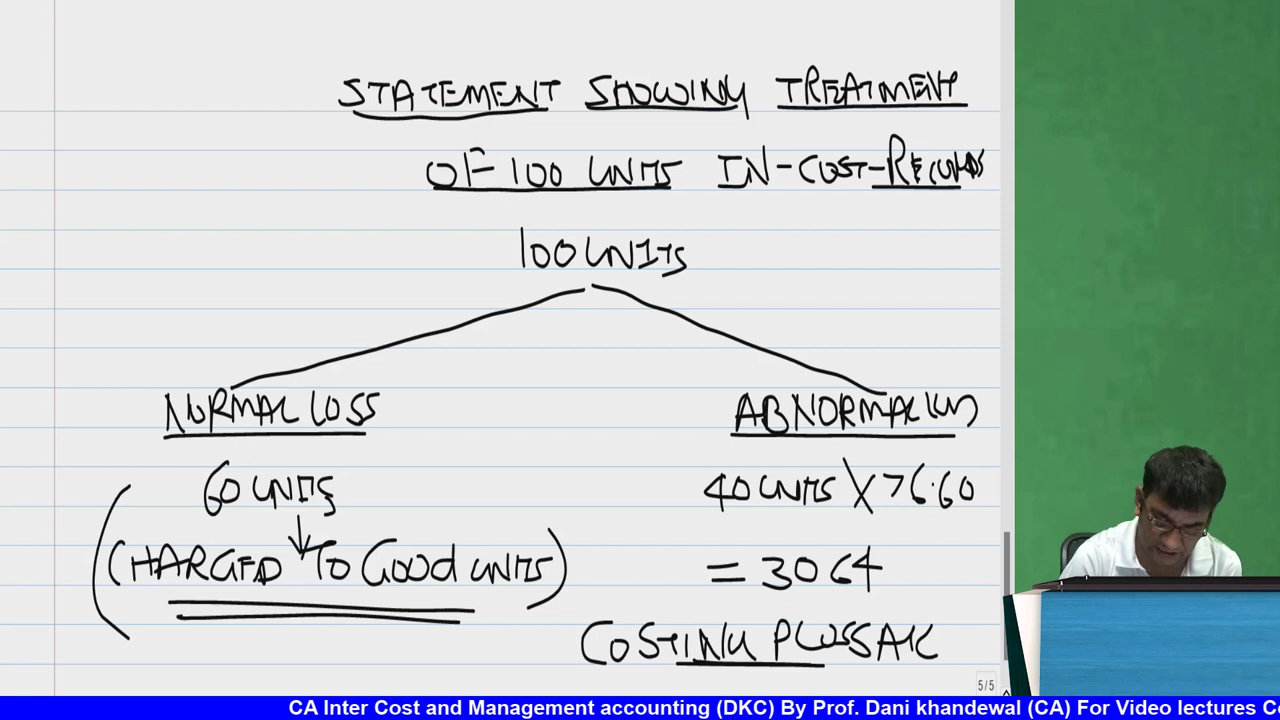 STATEMENT SHOWING TREATMENT
OF 100 UNITS IN-COST-RECORDS
100 UNITS
NORMAL LOSS
ABNORMAL LOSS
60 UNITS
40 UNITS X 76.60
(CHARGED TO GOOD UNITS)
= 3064
COSTING P LOSS A/C
5/5
CA Inter Cost and Management accounting (DKC) By Prof. Dani khandewal (CA) For Video lectures Co